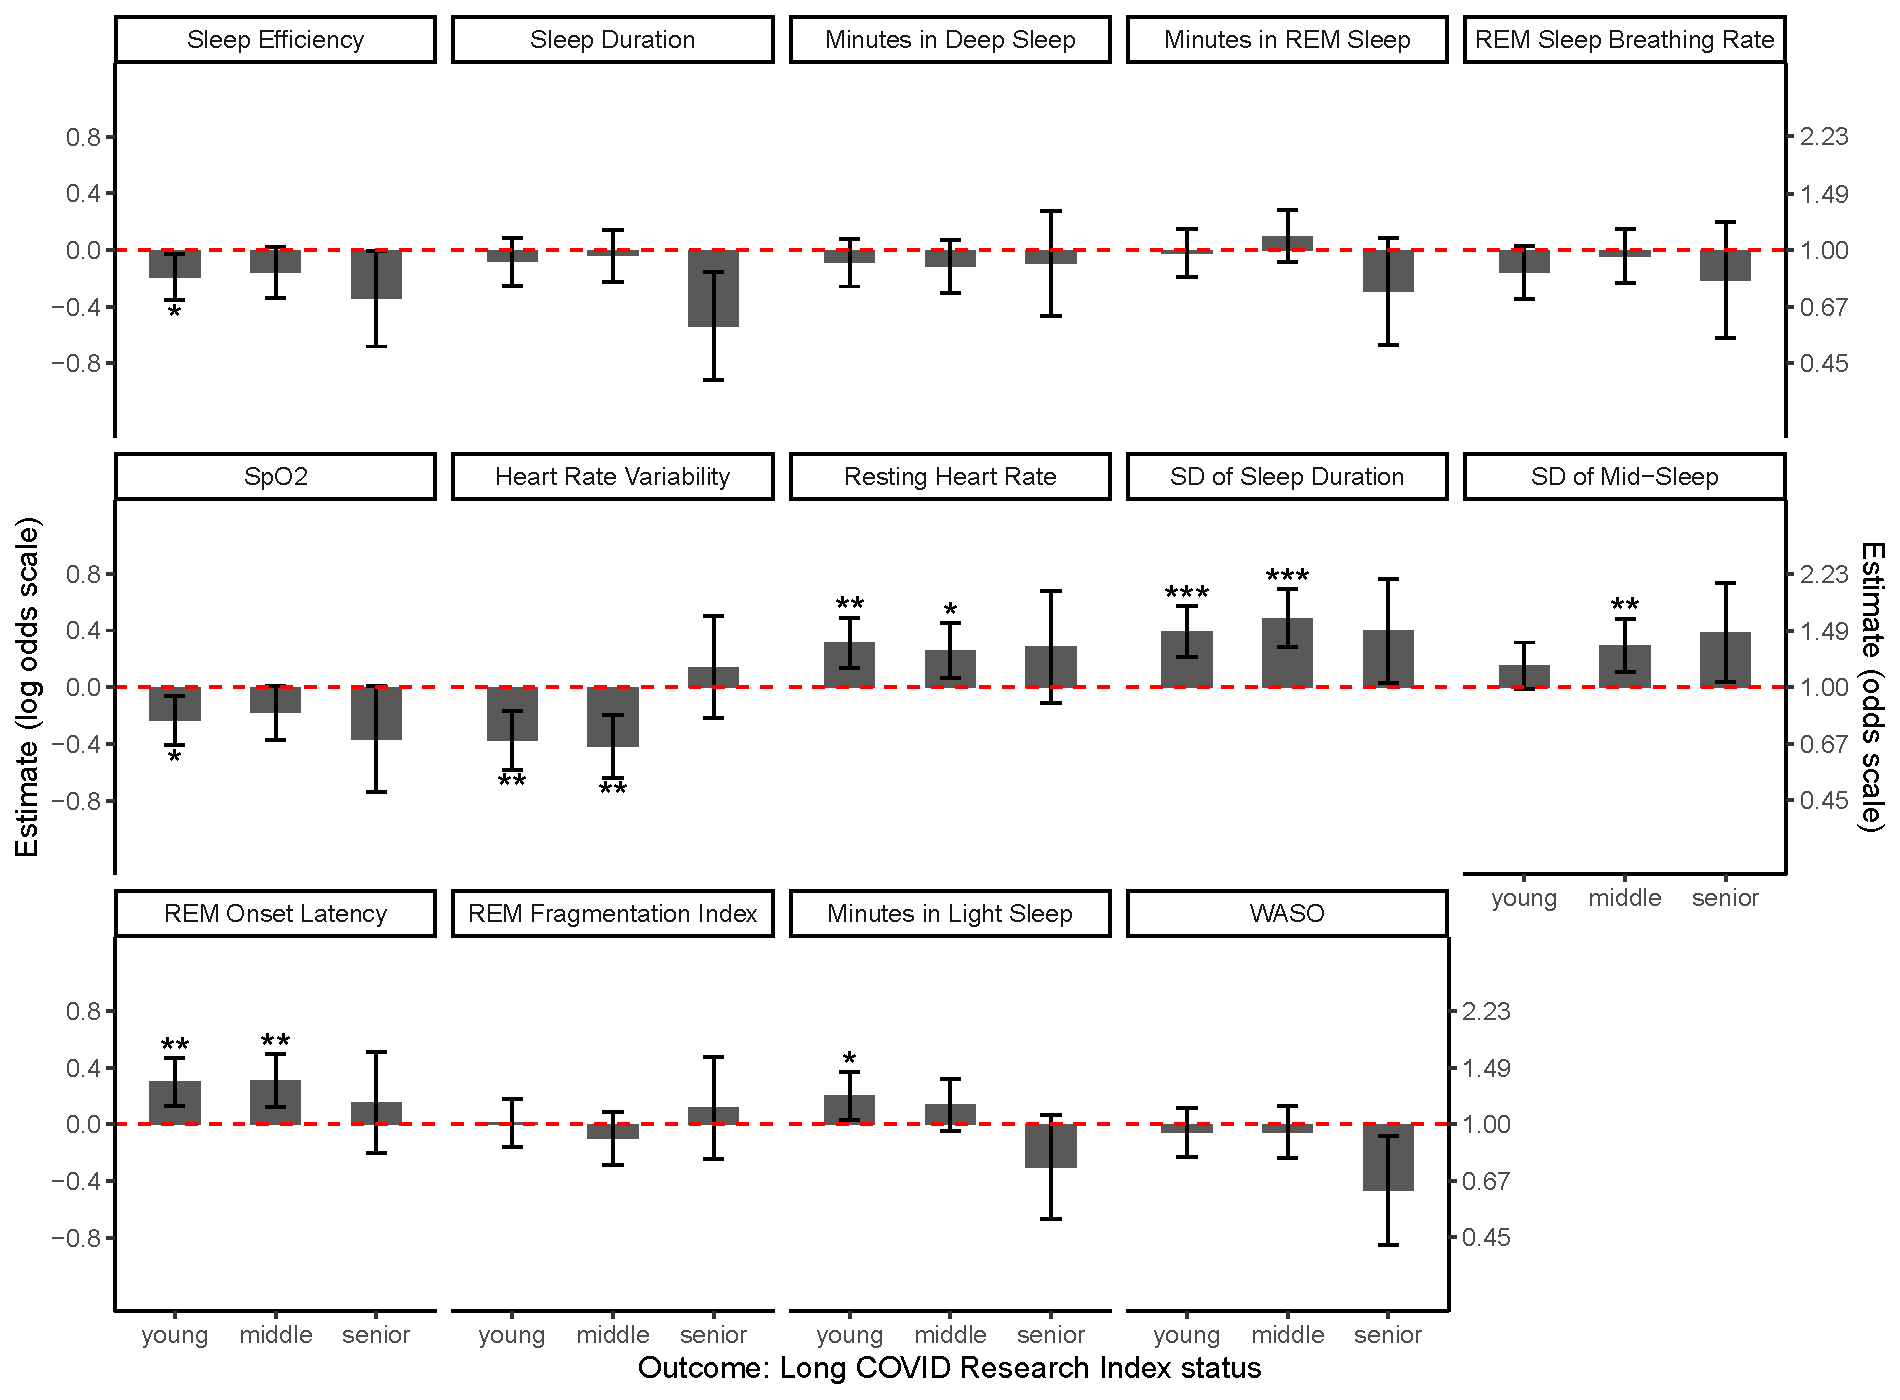 Sleep Efficiency
Sleep Duration
Minutes in Deep Sleep
Minutes in REM Sleep
REM Sleep Breathing Rate
0.8
0.4
0.0
−0.4
−0.8
*
2.23
1.49
1.00
0.67
0.45
SpO2
Heart Rate Variability
Resting Heart Rate
SD of Sleep Duration
SD of Mid−Sleep
Estimate (log odds scale)
0.8
0.4
0.0
−0.4
−0.8
*
**
**
**
*
***
***
**
2.23
1.49
1.00
0.67
0.45
Estimate (odds scale)
young middle senior
REM Onset Latency
REM Fragmentation Index
Minutes in Light Sleep
WASO
0.8
0.4
0.0
−0.4
−0.8
**
**
*
2.23
1.49
1.00
0.67
0.45
young middle senior
young middle senior
young middle senior
young middle senior
Outcome: Long COVID Research Index status